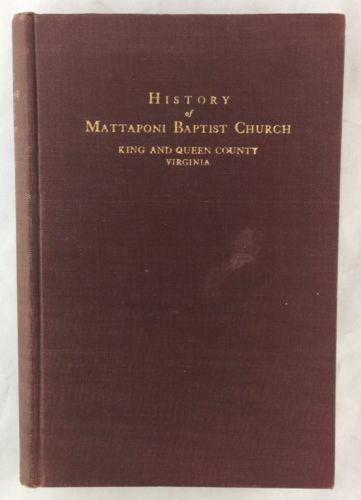 HISTORY
of
MATTAPONI BAPTIST CHURCH
KING AND QUEEN COUNTY
VIRGINIA